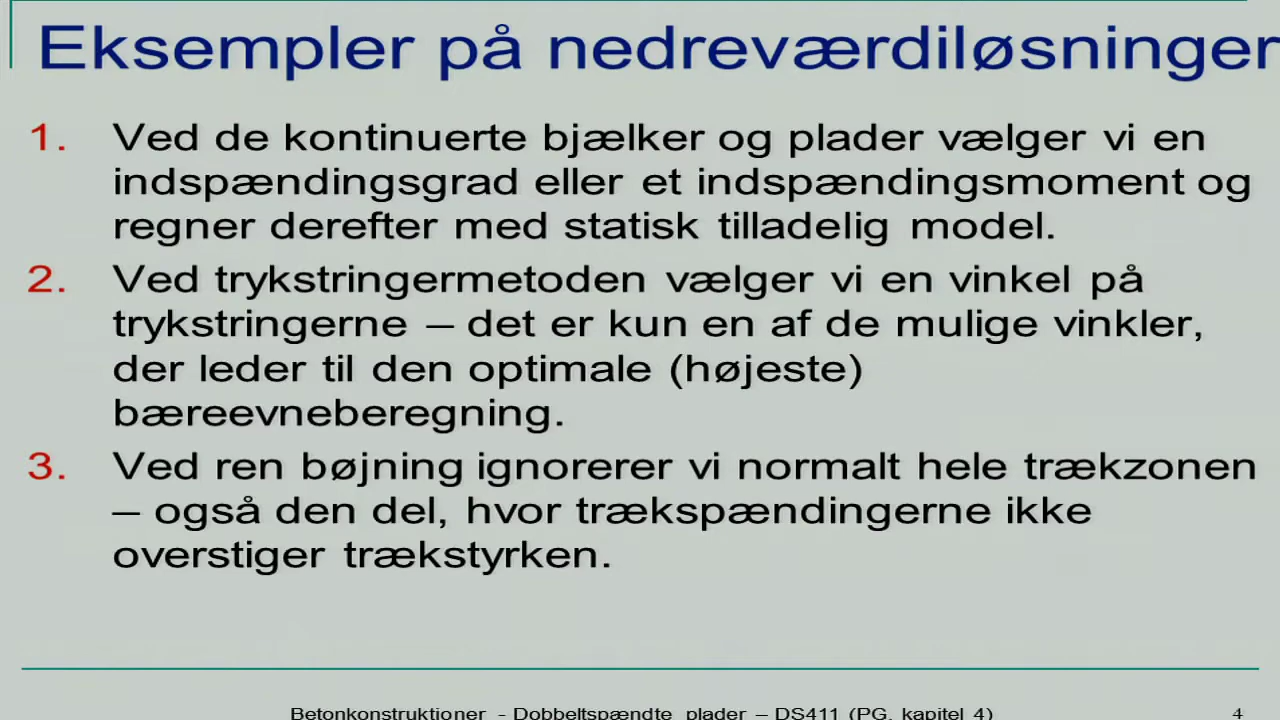 Eksempler på nedreværdiløsninger
1. Ved de kontinuerte bjælker og plader vælger vi en
indspændingsgrad eller et indspændingsmoment og
regner derefter med statisk tilladelig model.
2. Ved trykstringermetoden vælger vi en vinkel på
trykstringerne – det er kun en af de mulige vinkler,
der leder til den optimale (højeste)
bæreevneberegning.
3. Ved ren bøjning ignorerer vi normalt hele trækzonen
– også den del, hvor trækspændingerne ikke
overstiger trækstyrken.
Betonkonstruktioner - Dobbeltspændte plader – DS411 (PG, kapitel 4)
4